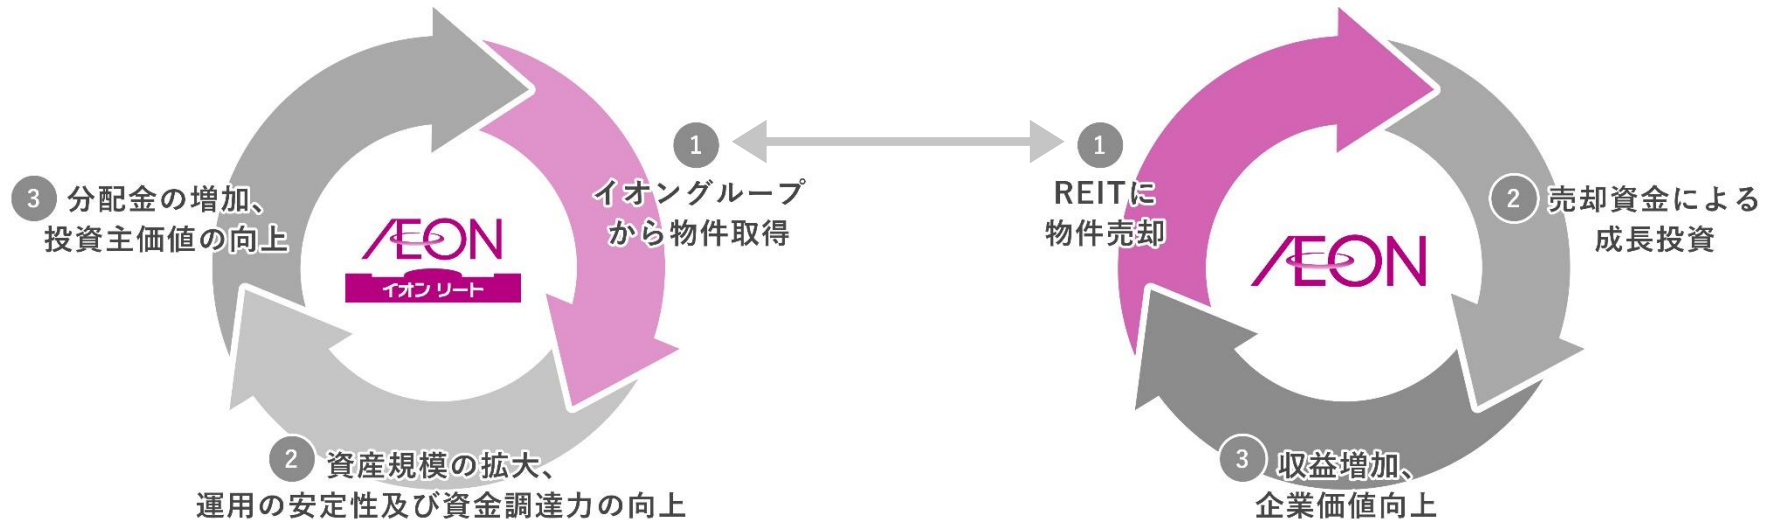 1
イオングループ
から物件取得
2 資産規模の拡大、
運用の安定性及び資金調達力の向上
3 分配金の増加、
投資主価値の向上
ÆON
イオン リート
1
REITに
物件売却
2 売却資金による
成長投資
3 収益増加、
企業価値向上
ÆON